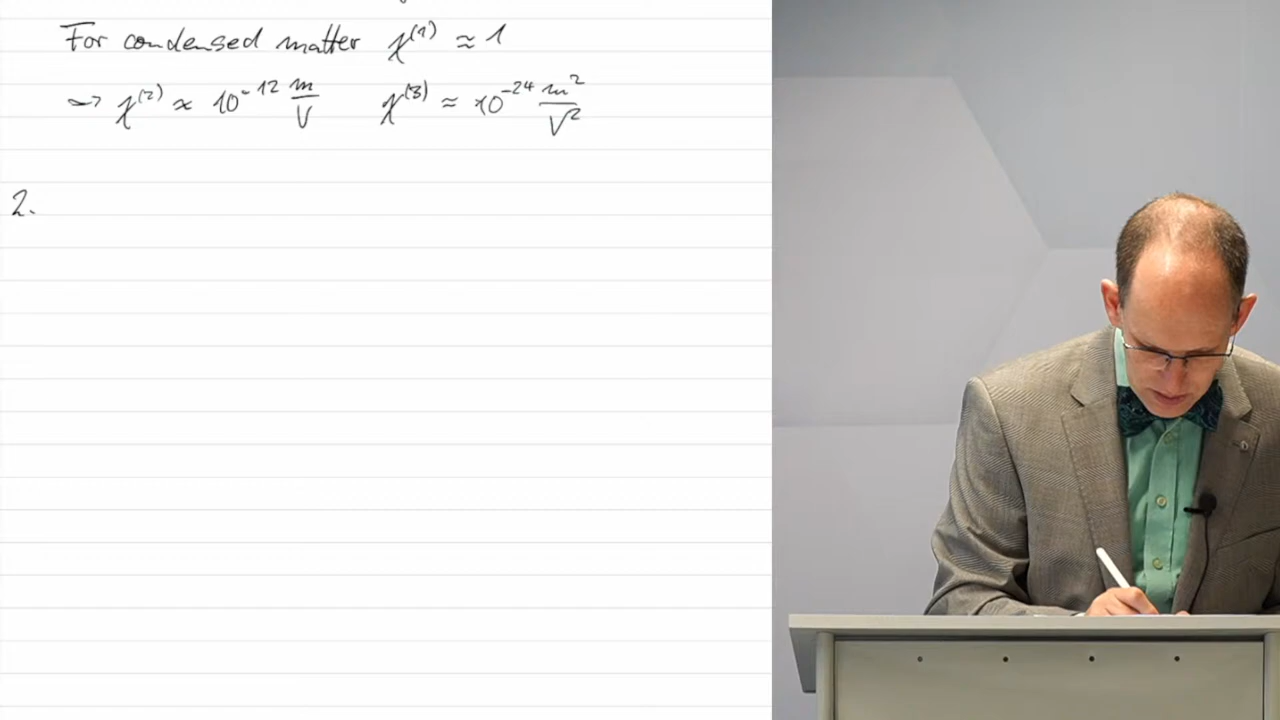 For condensed matter χ⁽¹⁾ ≈ 1
⇝ χ⁽²⁾ ≈ 10⁻¹² m/V χ⁽³⁾ ≈ 10⁻²⁴ m²/V²
2.